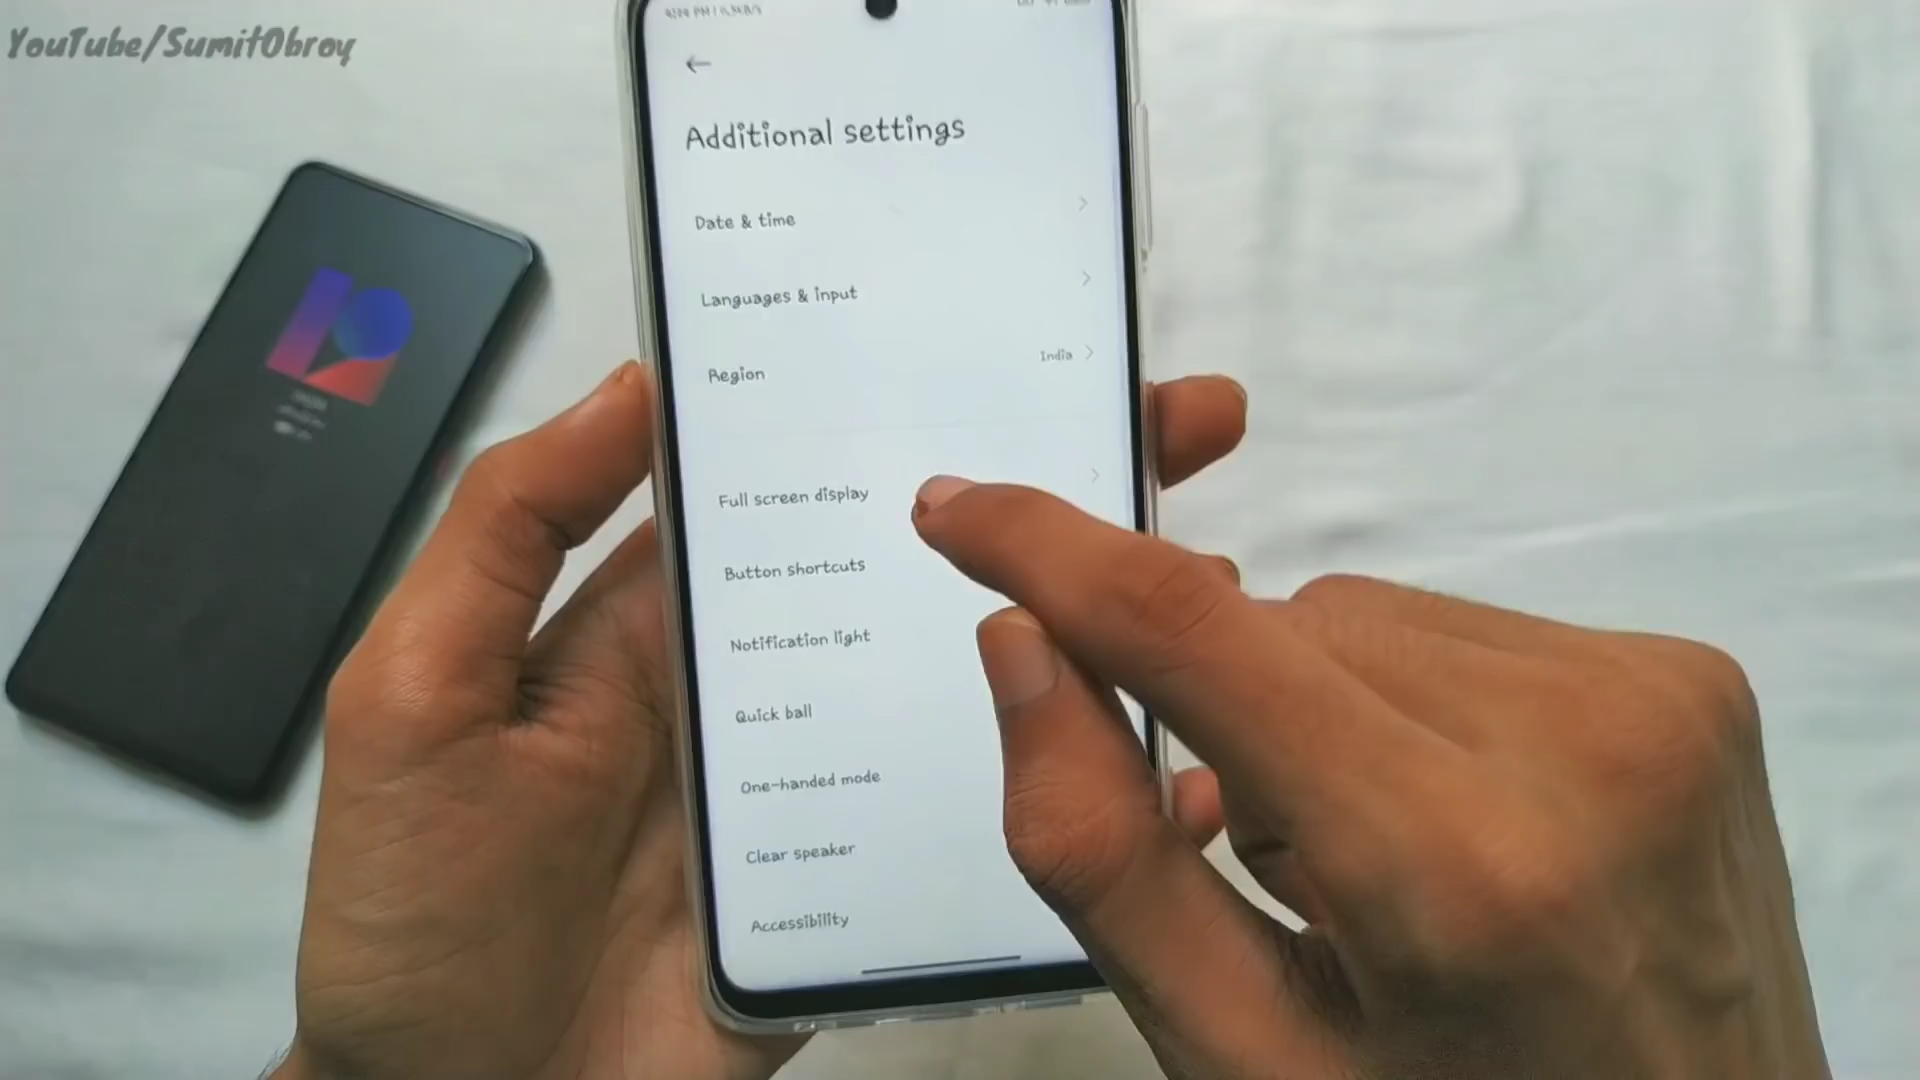 YouTube/SumitObroy
Additional settings
Date & time
Languages & input
Region
India
Full screen display
Button shortcuts
Notification light
Quick ball
One-handed mode
Clear speaker
Accessibility